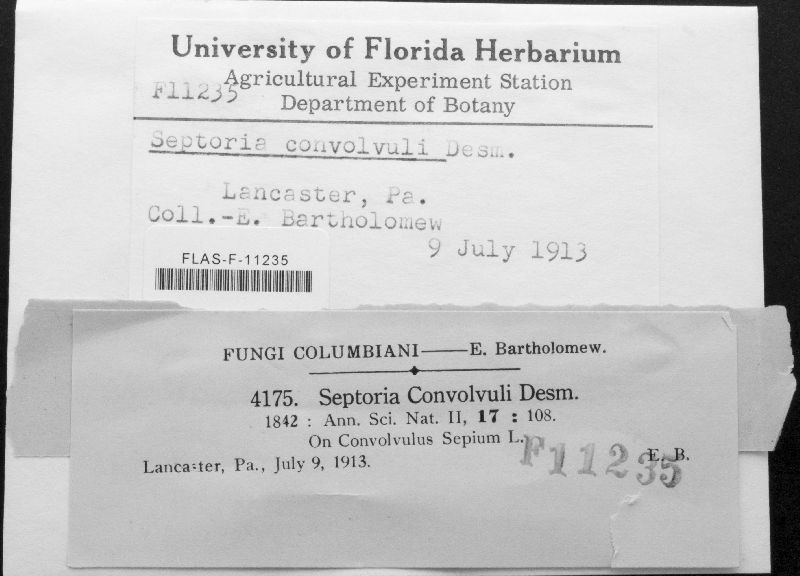 University of Florida Herbarium
Agricultural Experiment Station
F11235
Department of Botany
Septoria convolvuli Desm.
Lancaster, Pa.
Coll.-E. Bartholomew
9 July 1913
FLAS-F-11235
FUNGI COLUMBIANI—E. Bartholomew.
4175. Septoria Convolvuli Desm.
1842 : Ann. Sci. Nat. II, 17 : 108.
On Convolvulus Sepium L.
F11235
E. B.
Lancaster, Pa., July 9, 1913.